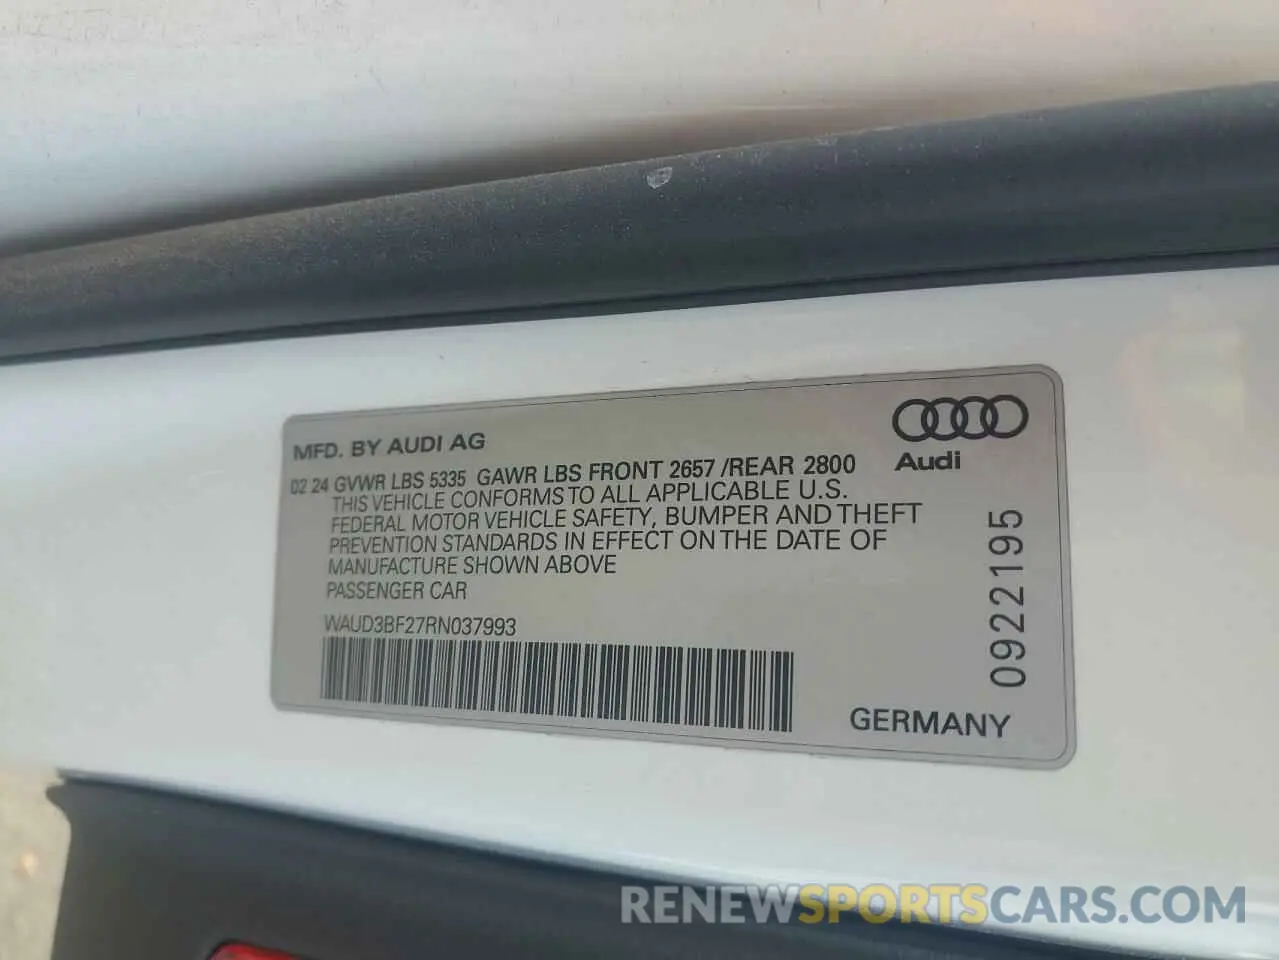 MFD. BY AUDI AG
Audi
02 24 GVWR LBS 5335 GAWR LBS FRONT 2657 /REAR 2800
THIS VEHICLE CONFORMS TO ALL APPLICABLE U.S.
FEDERAL MOTOR VEHICLE SAFETY, BUMPER AND THEFT
PREVENTION STANDARDS IN EFFECT ON THE DATE OF
MANUFACTURE SHOWN ABOVE
PASSENGER CAR
WAUD3BF27RN037993
0922195
GERMANY
RENEWSPORTSCARS.COM